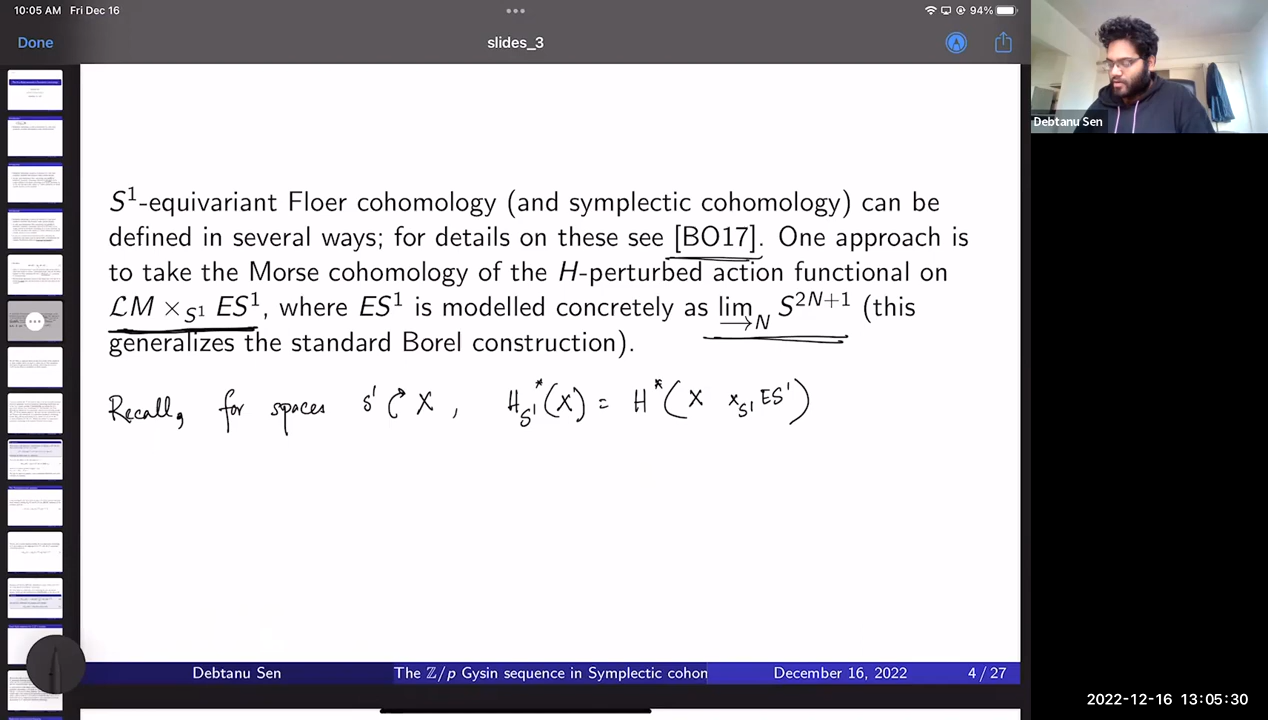 10:05 AM Fri Dec 16
94%
Done
slides_3
S¹-equivariant Floer cohomology (and symplectic cohomology) can be
defined in several ways; for details on these see [BO17]. One approach
is to take the Morse cohomology of the H-perturbed action functional on
ℒM ×_{S¹} ES¹, where ES¹ is modelled concretely as lim→_N S^{2N+1} (this
generalizes the standard Borel construction).
Recall, for spaces S¹ ↷ X, H*_{S¹}(X) = H*(X ×_{S¹} ES¹)
Debtanu Sen
The ℤ/p Gysin sequence in Symplectic cohon
December 16, 2022
4 / 27
Debtanu Sen
2022-12-16 13:05:30